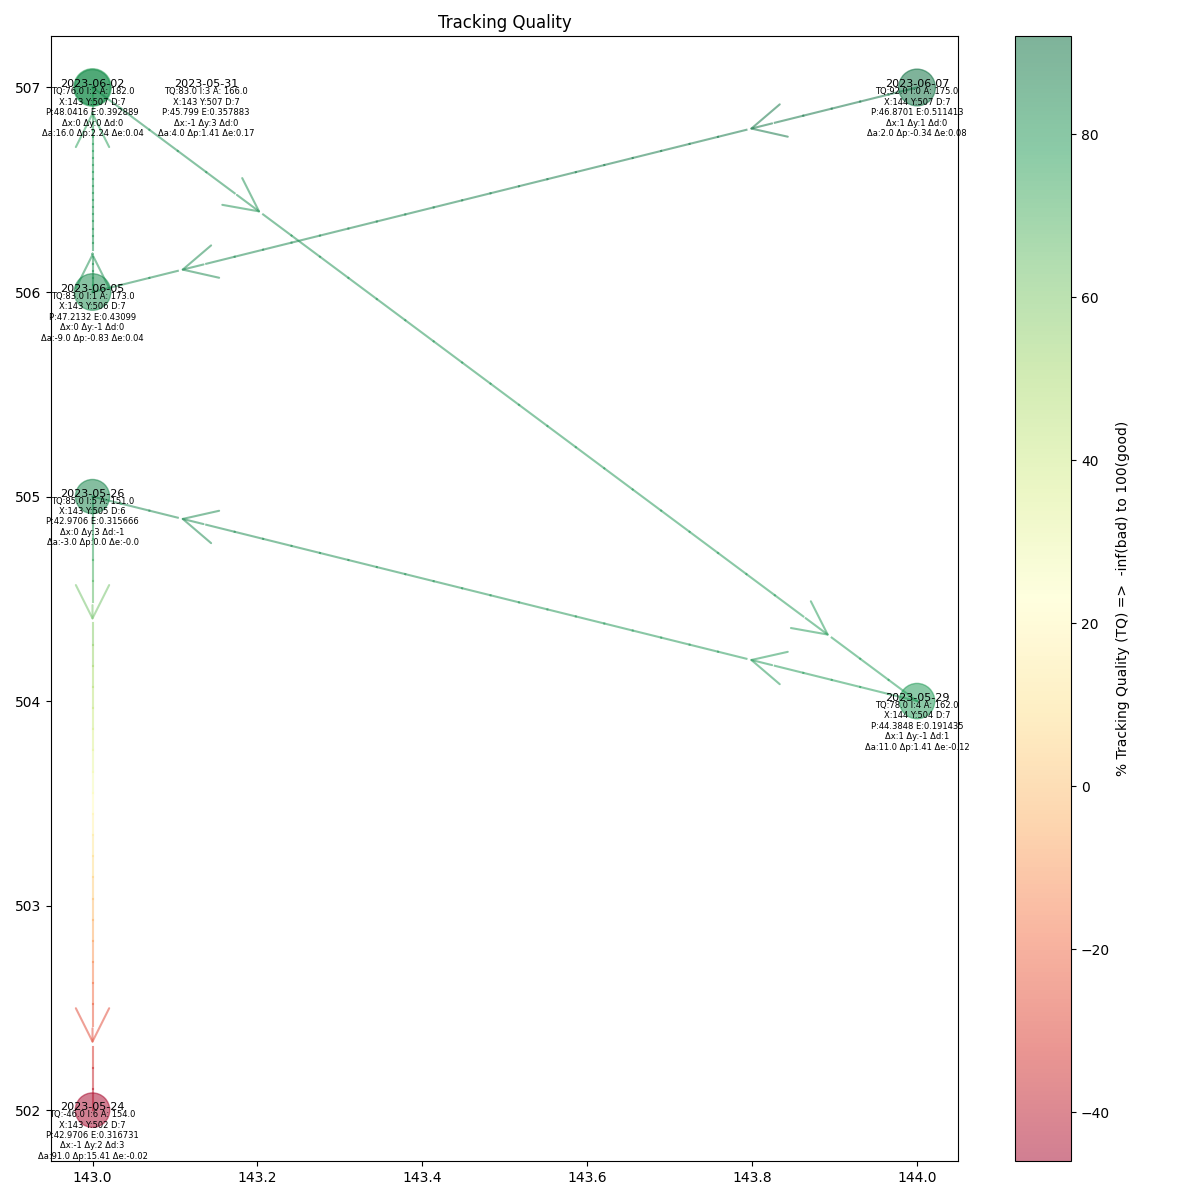 Tracking Quality
507
506
505
504
503
502
2023-06-02
TQ:76.0 I:2 A: 182.0
X:143 Y:507 D:7
P:48.0416 E:0.392889
Δx:0 Δy:0 Δd:0
Δa:16.0 Δp:2.24 Δe:0.04
2023-05-31
TQ:83.0 I:3 A: 166.0
X:143 Y:507 D:7
P:45.799 E:0.357883
Δx:-1 Δy:3 Δd:0
Δa:4.0 Δp:1.41 Δe:0.17
2023-06-07
TQ:92.0 I:0 A: 175.0
X:144 Y:507 D:7
P:46.8701 E:0.511413
Δx:1 Δy:1 Δd:0
Δa:2.0 Δp:-0.34 Δe:0.08
2023-06-05
TQ:83.0 I:1 A: 173.0
X:143 Y:506 D:7
P:47.2132 E:0.43099
Δx:0 Δy:-1 Δd:0
Δa:-9.0 Δp:-0.83 Δe:0.04
2023-05-26
TQ:85.0 I:5 A: 151.0
X:143 Y:505 D:6
P:42.9706 E:0.315666
Δx:0 Δy:3 Δd:-1
Δa:-3.0 Δp:0.0 Δe:-0.0
2023-05-29
TQ:78.0 I:4 A: 162.0
X:144 Y:504 D:7
P:44.3848 E:0.191435
Δx:1 Δy:-1 Δd:1
Δa:11.0 Δp:1.41 Δe:-0.12
2023-05-24
TQ:-46.0 I:6 A: 154.0
X:143 Y:502 D:7
P:42.9706 E:0.316731
Δx:-1 Δy:2 Δd:3
Δa:91.0 Δp:15.41 Δe:-0.02
143.0
143.2
143.4
143.6
143.8
144.0
80
60
40
20
0
−20
−40
% Tracking Quality (TQ) => -inf(bad) to 100(good)